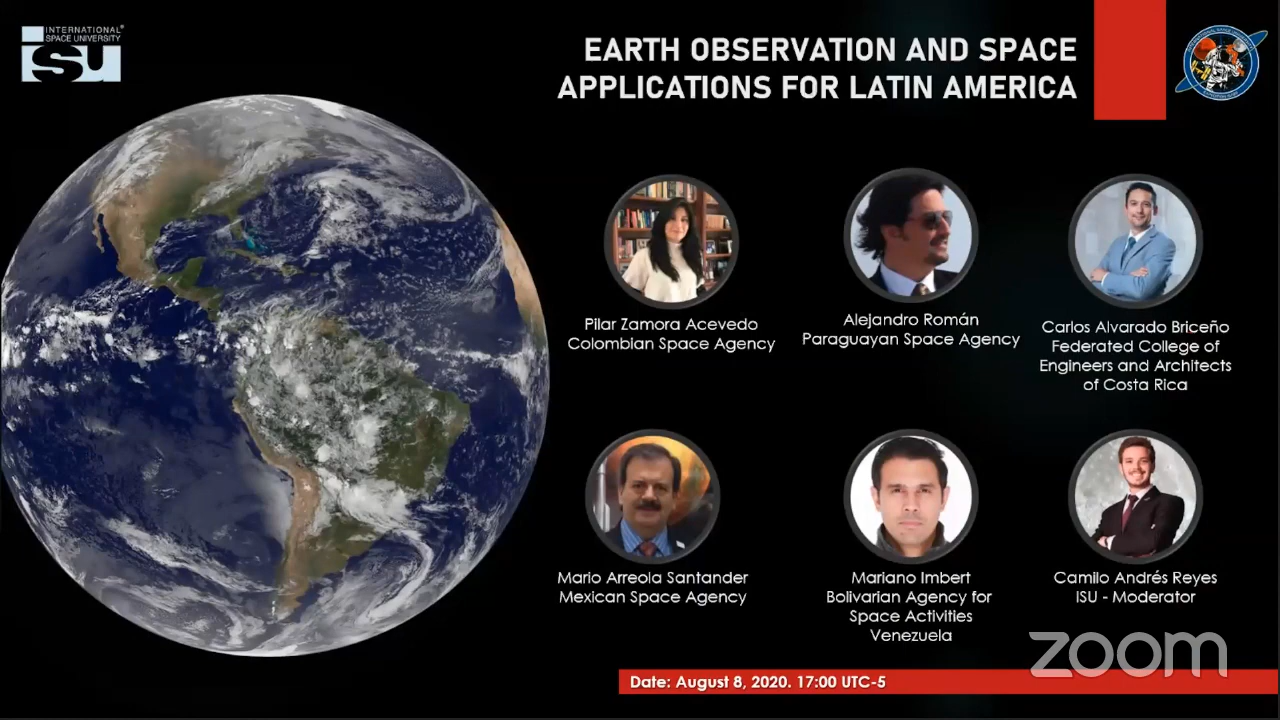 INTERNATIONAL
SPACE UNIVERSITY
isu
EARTH OBSERVATION AND SPACE
APPLICATIONS FOR LATIN AMERICA
Pilar Zamora Acevedo
Colombian Space Agency
Alejandro Román
Paraguayan Space Agency
Carlos Alvarado Briceño
Federated College of
Engineers and Architects
of Costa Rica
Mario Arreola Santander
Mexican Space Agency
Mariano Imbert
Bolivarian Agency for
Space Activities
Venezuela
Camilo Andrés Reyes
ISU - Moderator
zoom
Date: August 8, 2020. 17:00 UTC-5